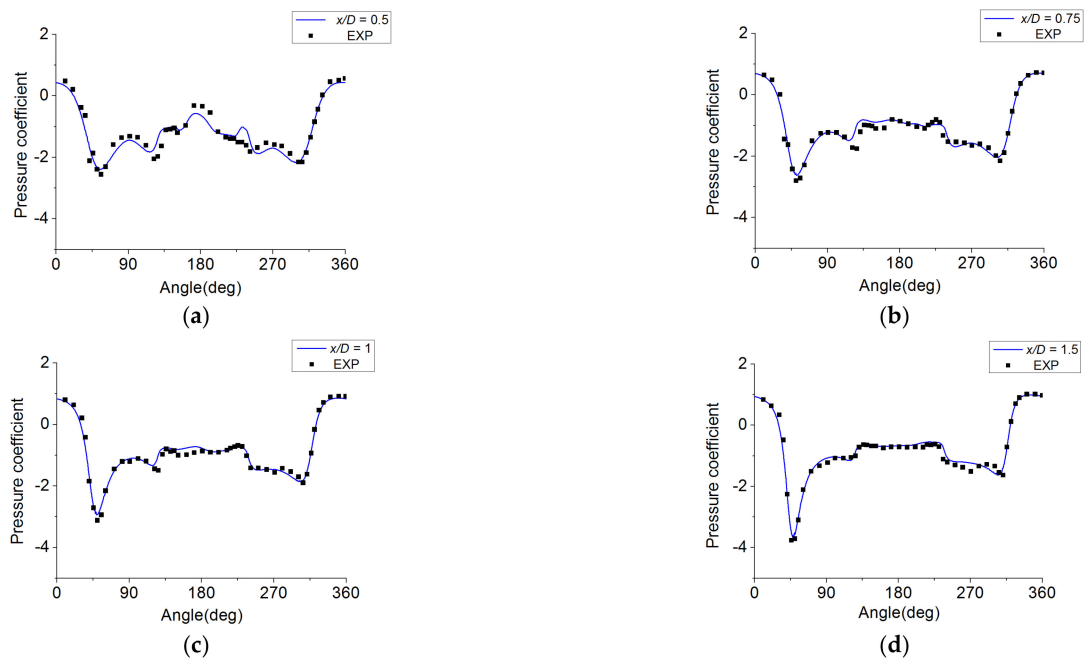 x/D = 0.5
EXP
2
0
-2
-4
Pressure coefficient
0 90 180 270 360
Angle(deg)
(a)
x/D = 0.75
EXP
2
0
-2
-4
Pressure coefficient
0 90 180 270 360
Angle(deg)
(b)
x/D = 1
EXP
2
0
-2
-4
Pressure coefficient
0 90 180 270 360
Angle(deg)
(c)
x/D = 1.5
EXP
2
0
-2
-4
Pressure coefficient
0 90 180 270 360
Angle(deg)
(d)